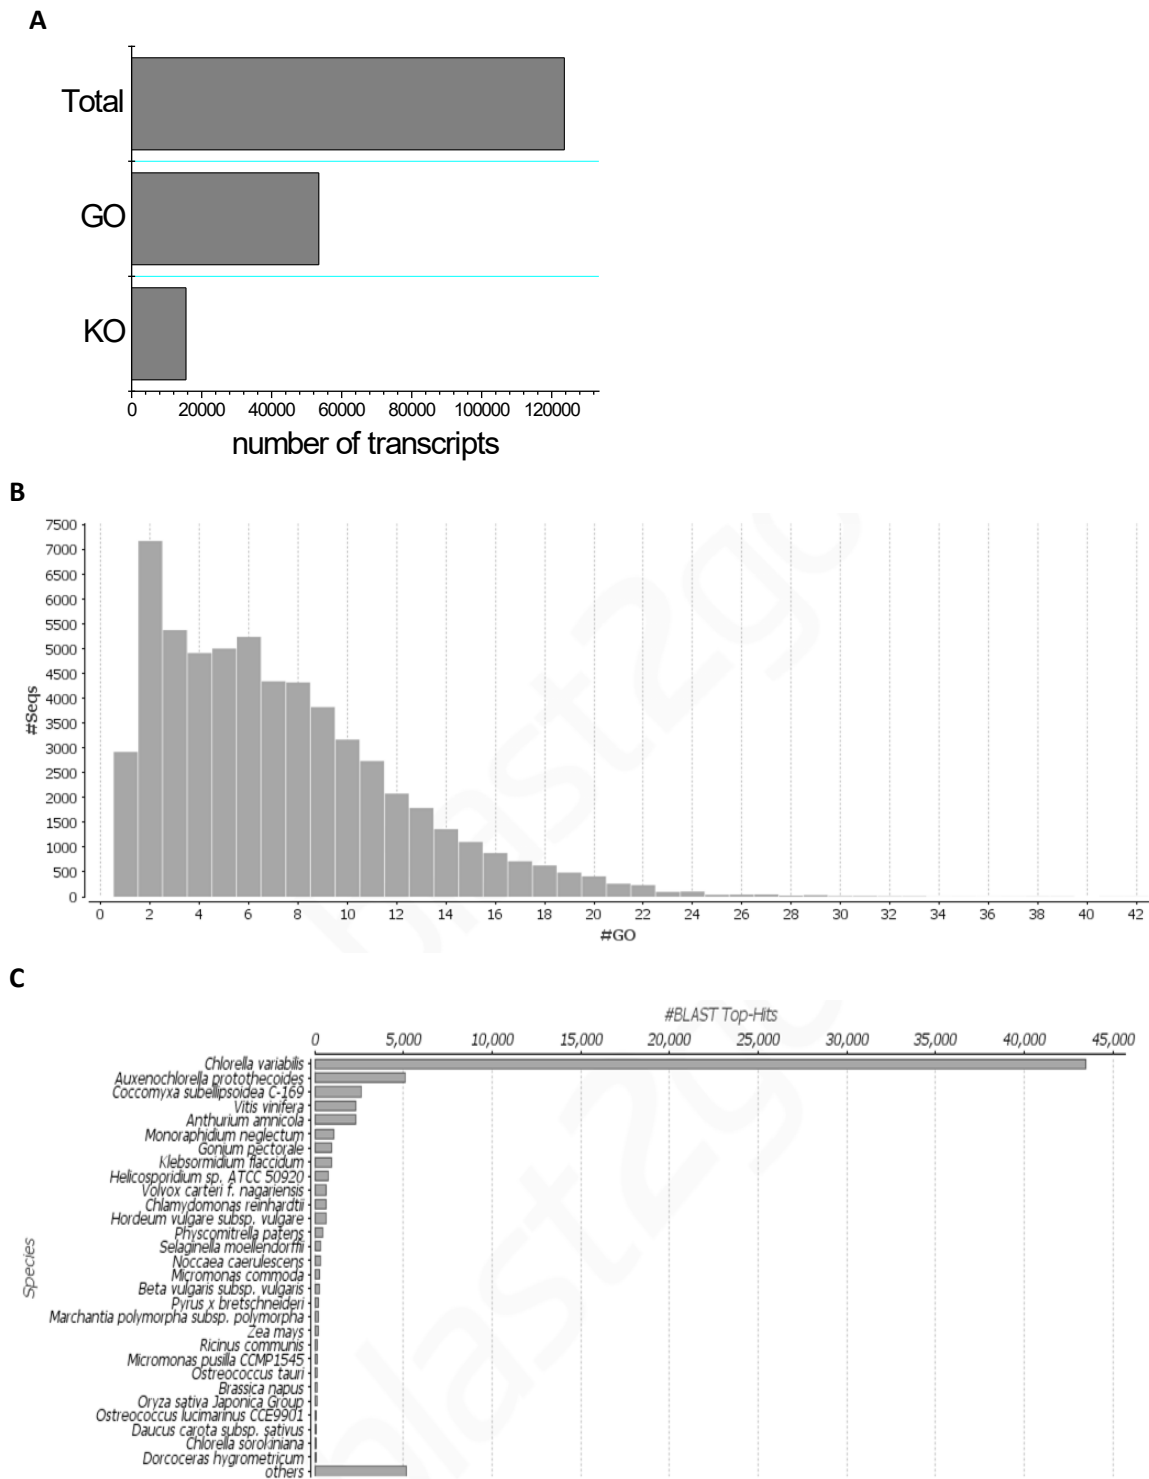 A
Total
GO
KO
0 20000 40000 60000 80000 100000 120000
number of transcripts
B
7500
7000
6500
6000
5500
5000
4500
4000
3500
3000
2500
2000
1500
1000
500
0
#Seqs
0 2 4 6 8 10 12 14 16 18 20 22 24 26 28 30 32 34 36 38 40 42
#GO
blast2go
C
#BLAST Top-Hits
0 5,000 10,000 15,000 20,000 25,000 30,000 35,000 40,000 45,000
Chlorella variabilis
Auxenochlorella protothecoides
Coccomyxa subellipsoidea C-169
Vitis vinifera
Anthurium amnicola
Monoraphidium neglectum
Gonium pectorale
Klebsormidium flaccidum
Helicosporidium sp. ATCC 50920
Volvox carteri f. nagariensis
Chlamydomonas reinhardtii
Hordeum vulgare subsp. vulgare
Physcomitrella patens
Selaginella moellendorffii
Noccaea caerulescens
Micromonas commoda
Beta vulgaris subsp. vulgaris
Pyrus x bretschneideri
Marchantia polymorpha subsp. polymorpha
Zea mays
Ricinus communis
Micromonas pusilla CCMP1545
Ostreococcus tauri
Brassica napus
Oryza sativa Japonica Group
Ostreococcus lucimarinus CCE9901
Daucus carota subsp. sativus
Chlorella sorokiniana
Dorcoceras hygrometricum
others
Species
blast2go